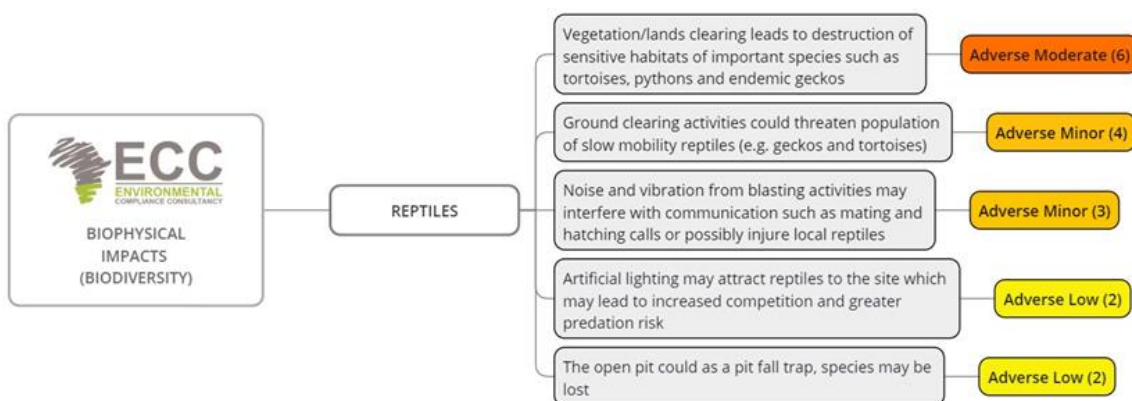 ECC
ENVIRONMENTAL
COMPLIANCE CONSULTANCY
BIOPHYSICAL
IMPACTS
(BIODIVERSITY)
REPTILES
Vegetation/lands clearing leads to destruction of
sensitive habitats of important species such as
tortoises, pythons and endemic geckos
Adverse Moderate (6)
Ground clearing activities could threaten population
of slow mobility reptiles (e.g. geckos and tortoises)
Adverse Minor (4)
Noise and vibration from blasting activities may
interfere with communication such as mating and
hatching calls or possibly injure local reptiles
Adverse Minor (3)
Artificial lighting may attract reptiles to the site which
may lead to increased competition and greater
predation risk
Adverse Low (2)
The open pit could as a pit fall trap, species may be
lost
Adverse Low (2)